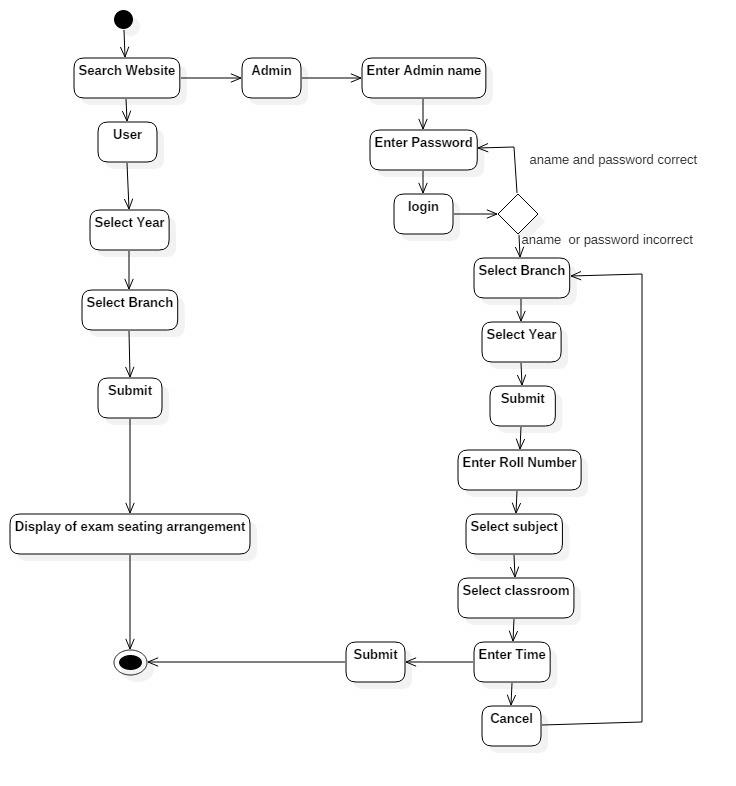 Search Website
Admin
Enter Admin name
User
Enter Password
aname and password correct
Select Year
login
aname  or password incorrect
Select Branch
Select Branch
Select Year
Submit
Submit
Enter Roll Number
Display of exam seating arrangement
Select subject
Select classroom
Submit
Enter Time
Cancel